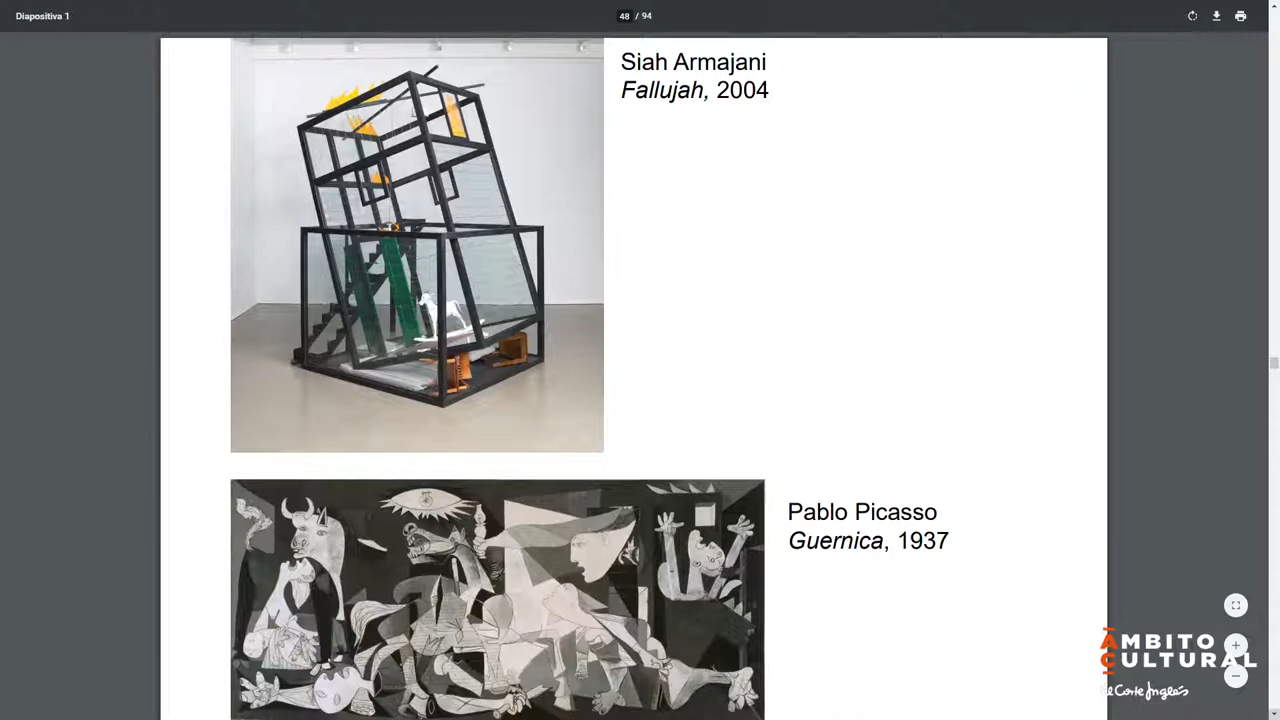 Diapositiva 1
48 / 94
Siah Armajani
Fallujah, 2004
Pablo Picasso
Guernica, 1937
ÁMBITO
CULTURAL
El Corte Inglés